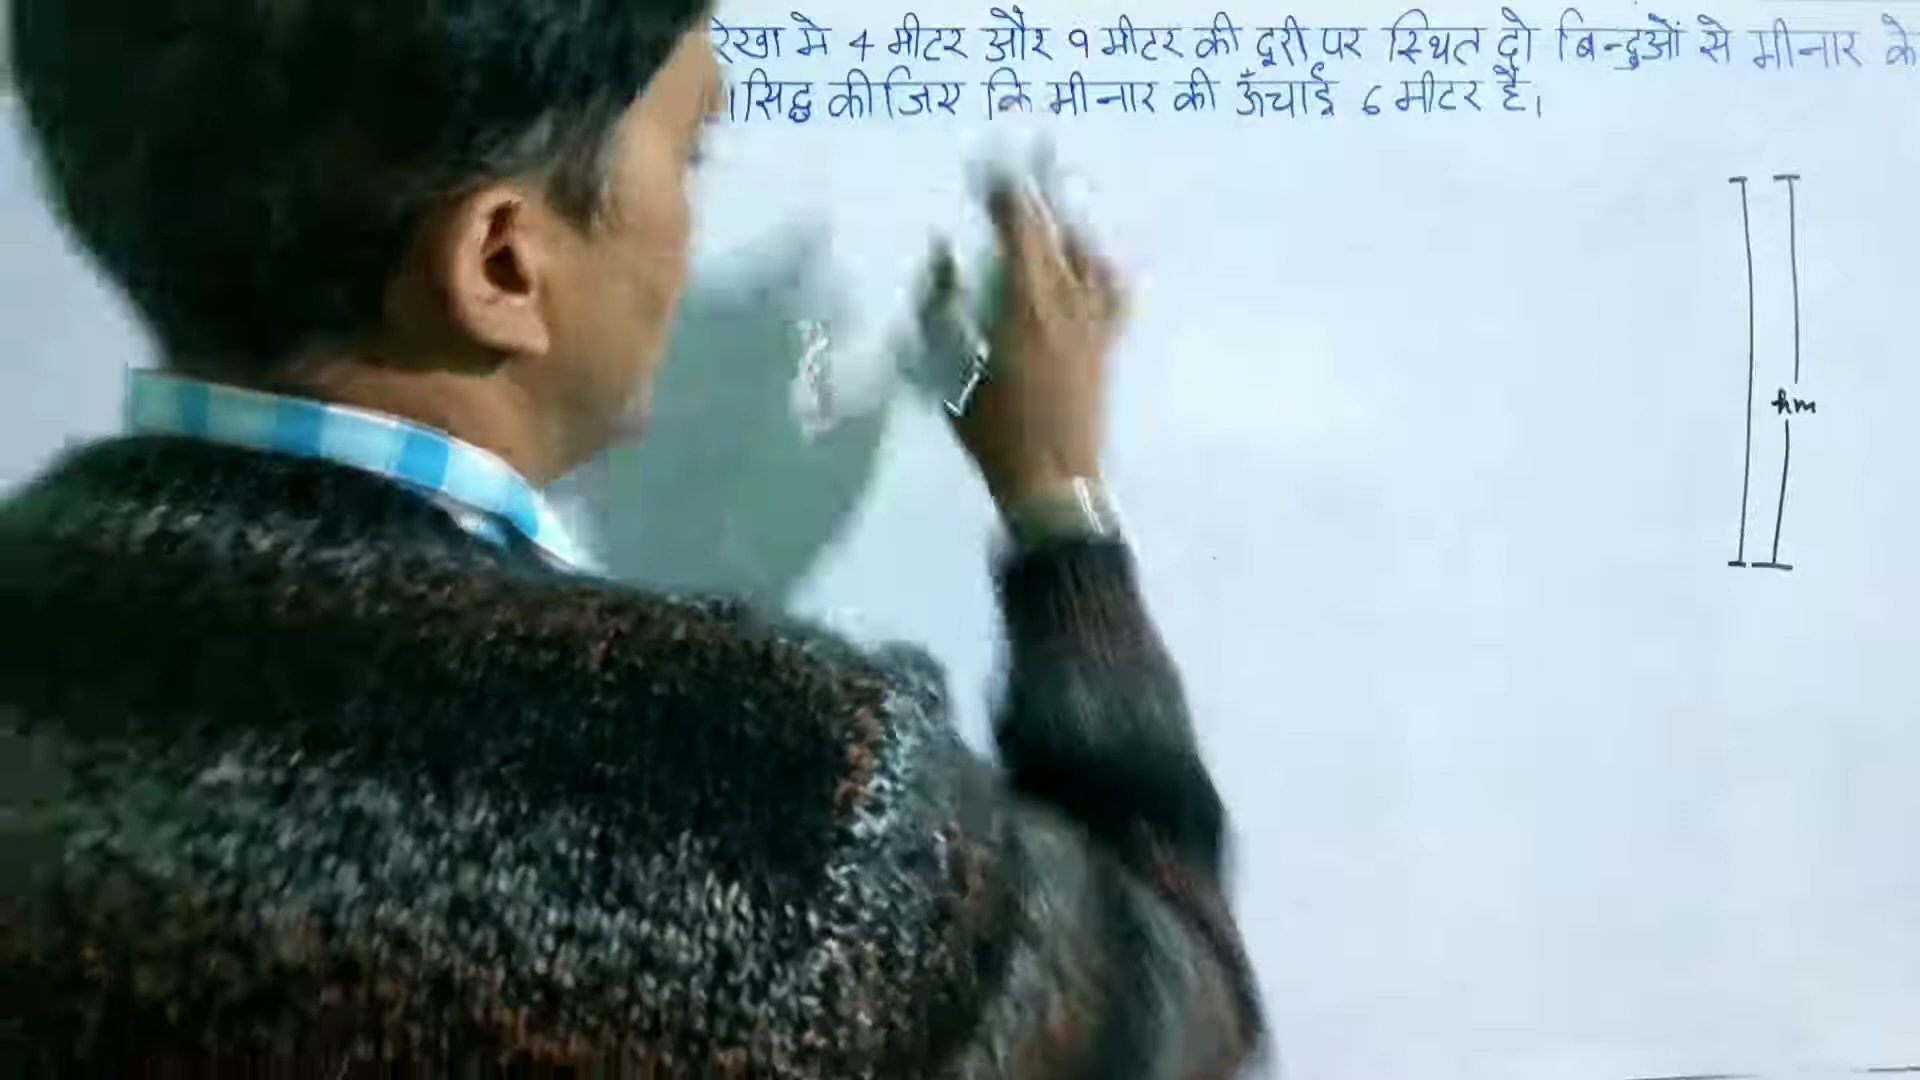 रेखा मे 4 मीटर और 9 मीटर की दूरी पर स्थित दो बिन्दुओं से मीनार के
। सिद्ध कीजिए कि मीनार की ऊँचाई 6 मीटर है।
hm